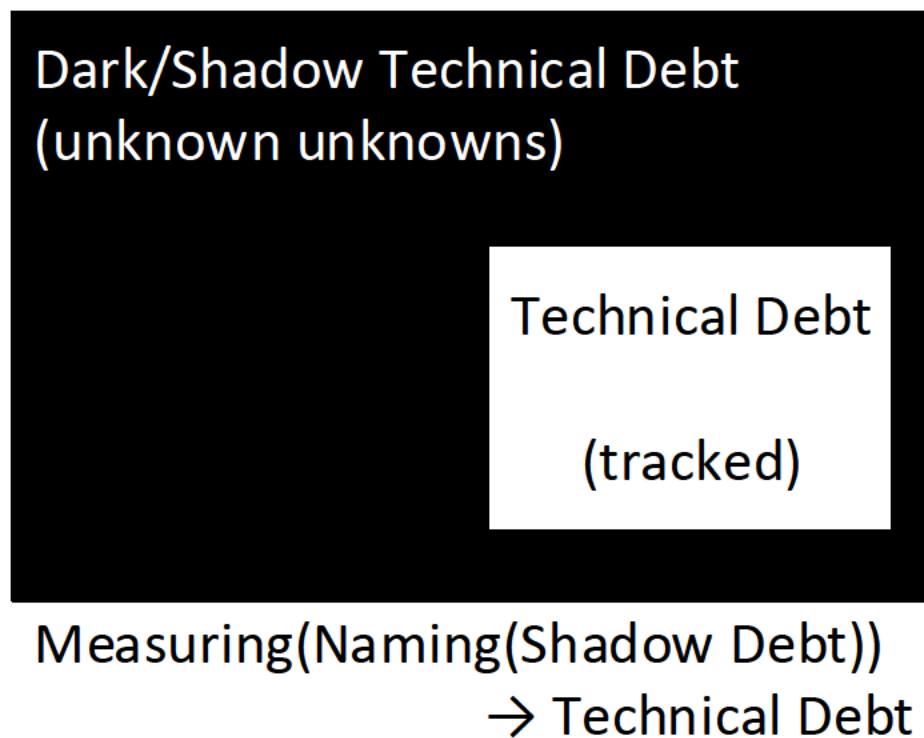 Dark/Shadow Technical Debt
(unknown unknowns)
Technical Debt
(tracked)
Measuring(Naming(Shadow Debt))
→ Technical Debt